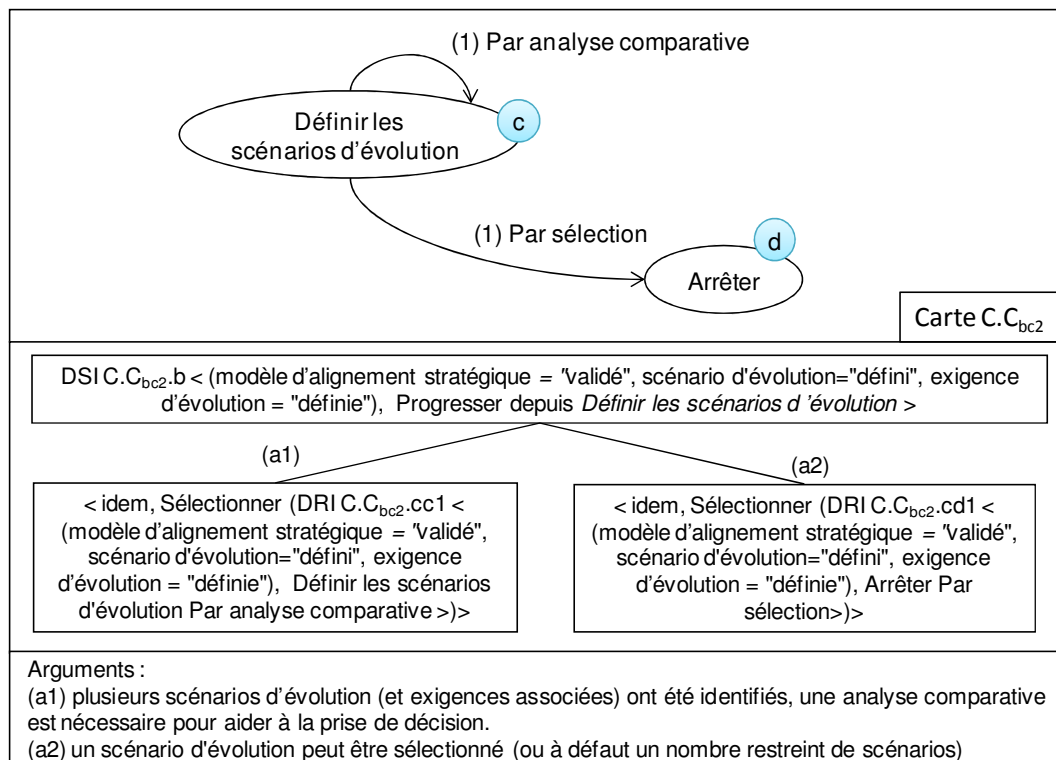 (1) Par analyse comparative
Définir les
scénarios d'évolution
c
(1) Par sélection
d
Arrêter
Carte C.Cbc2
DSI C.Cbc2.b < (modèle d'alignement stratégique = "validé", scénario d'évolution="défini", exigence
d'évolution = "définie"), Progresser depuis Définir les scénarios d 'évolution >
(a1)
(a2)
< idem, Sélectionner (DRI C.Cbc2.cc1 <
(modèle d'alignement stratégique = "validé",
scénario d'évolution="défini", exigence
d'évolution = "définie"), Définir les scénarios
d'évolution Par analyse comparative >)>
< idem, Sélectionner (DRI C.Cbc2.cd1 <
(modèle d'alignement stratégique = "validé",
scénario d'évolution="défini", exigence
d'évolution = "définie"), Arrêter Par
sélection>)>
Arguments :
(a1) plusieurs scénarios d'évolution (et exigences associées) ont été identifiés, une analyse comparative
est nécessaire pour aider à la prise de décision.
(a2) un scénario d'évolution peut être sélectionné (ou à défaut un nombre restreint de scénarios)